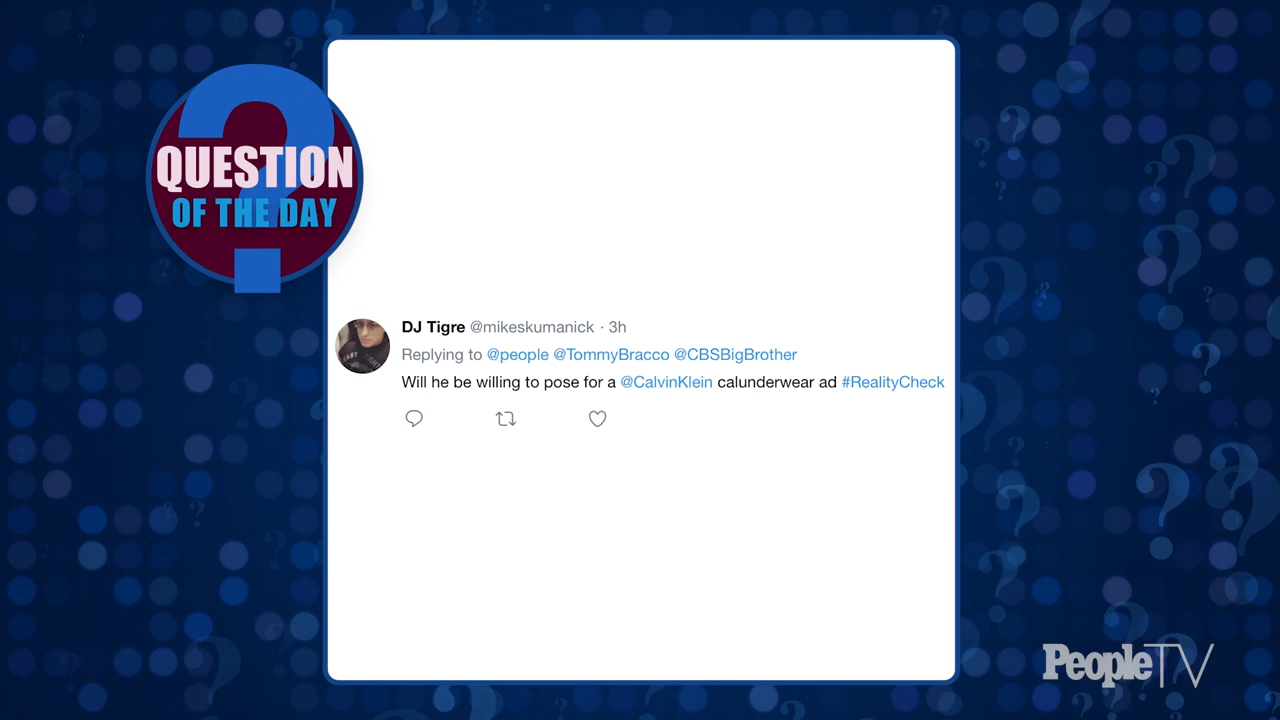 QUESTION
OF THE DAY
DJ Tigre @mikeskumanick · 3h
Replying to @people @TommyBracco @CBSBigBrother
Will he be willing to pose for a @CalvinKlein calunderwear ad #RealityCheck
PeopleTV